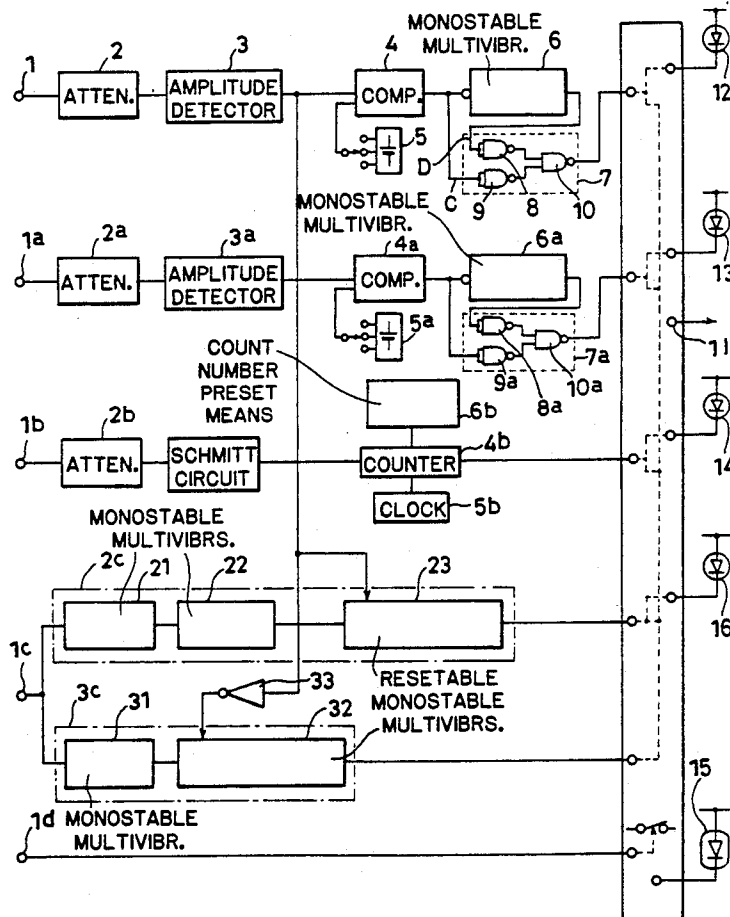 MONOSTABLE
MULTIVIBR.
1
2
3
4
6
12
ATTEN.
AMPLITUDE
DETECTOR
COMP.
5
D
C
9
8
10
7
MONOSTABLE
MULTIVIBR.
13
1a
2a
3a
4a
6a
ATTEN.
AMPLITUDE
DETECTOR
COMP.
5a
7a
9a
8a
10a
11
COUNT
NUMBER
PRESET
MEANS
6b
1b
2b
4b
14
ATTEN.
SCHMITT
CIRCUIT
COUNTER
CLOCK
5b
MONOSTABLE
MULTIVIBRS.
2c
21
22
23
16
1c
3c
31
33
32
RESETABLE
MONOSTABLE
MULTIVIBRS.
1d
MONOSTABLE
MULTIVIBR.
15